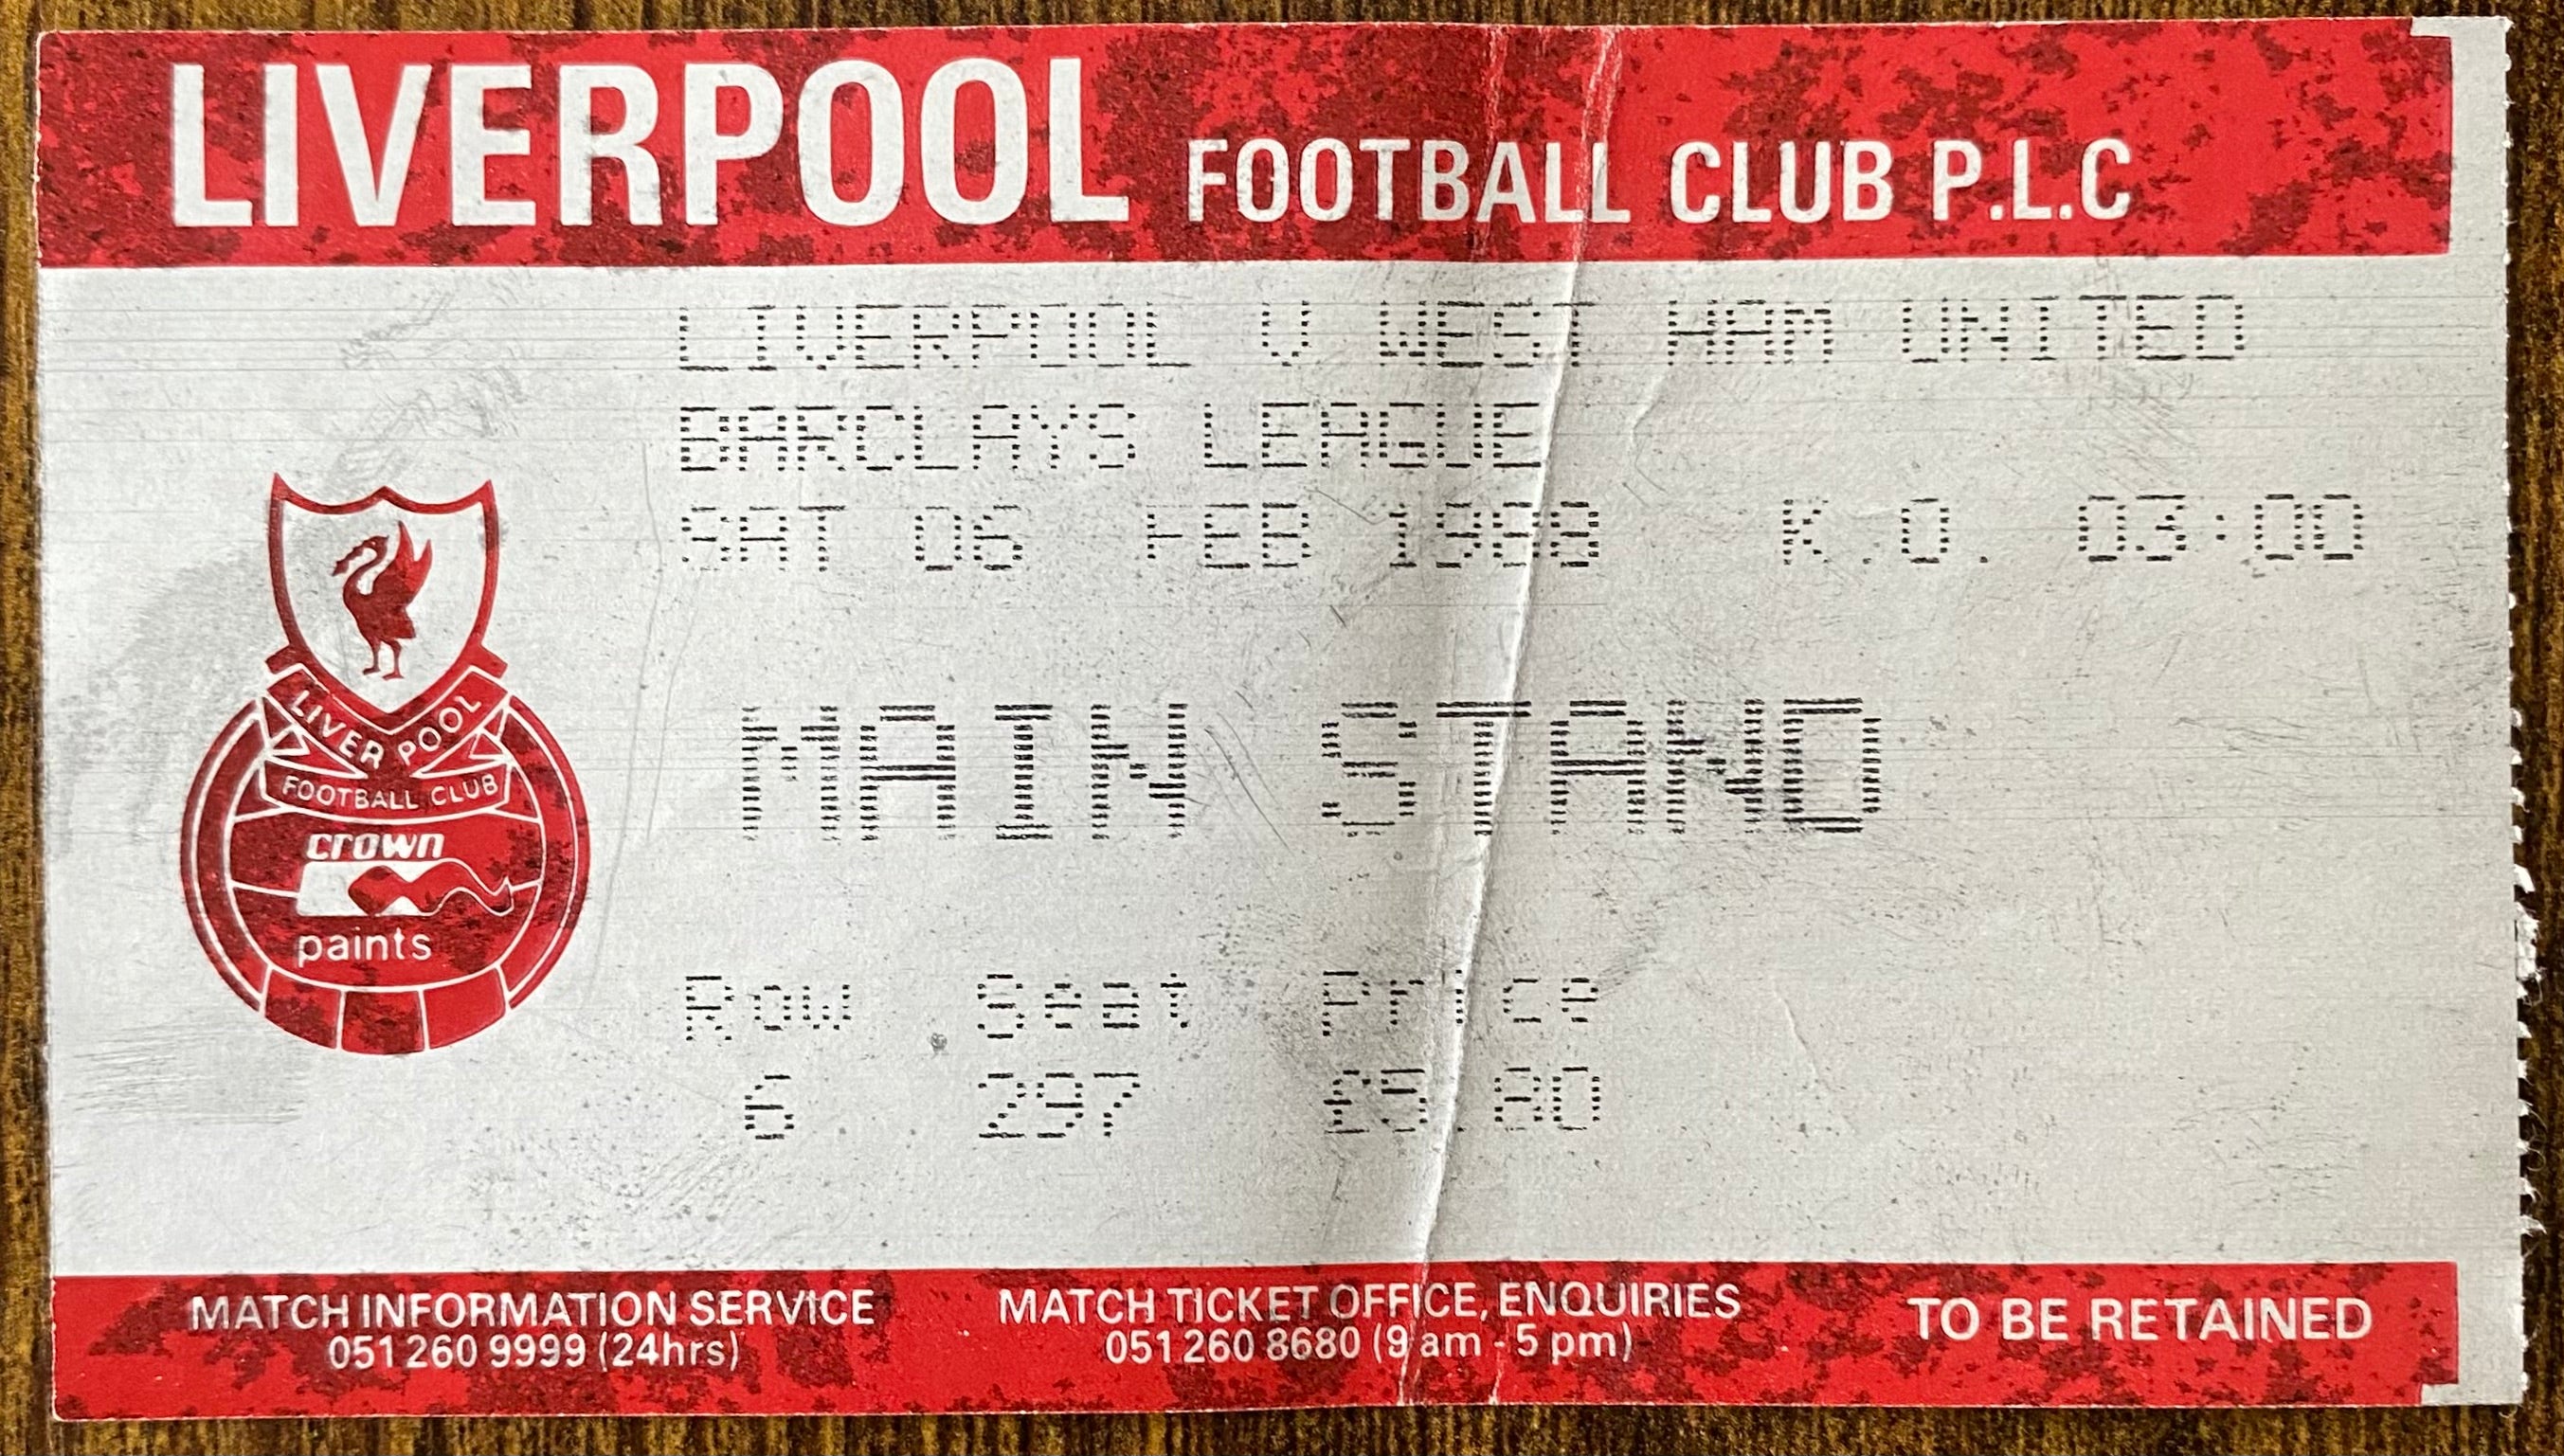 LIVERPOOL FOOTBALL CLUB P.L.C
LIVERPOOL V WEST HAM UNITED
BARCLAYS LEAGUE
SAT 06 FEB 1988 K.O. 03:00
LIVERPOOL
FOOTBALL CLUB
crown
paints
MAIN STAND
Row Seat Price
6 297 £5.80
MATCH INFORMATION SERVICE
051 260 9999 (24hrs)
MATCH TICKET OFFICE, ENQUIRIES
051 260 8680 (9 am - 5 pm)
TO BE RETAINED